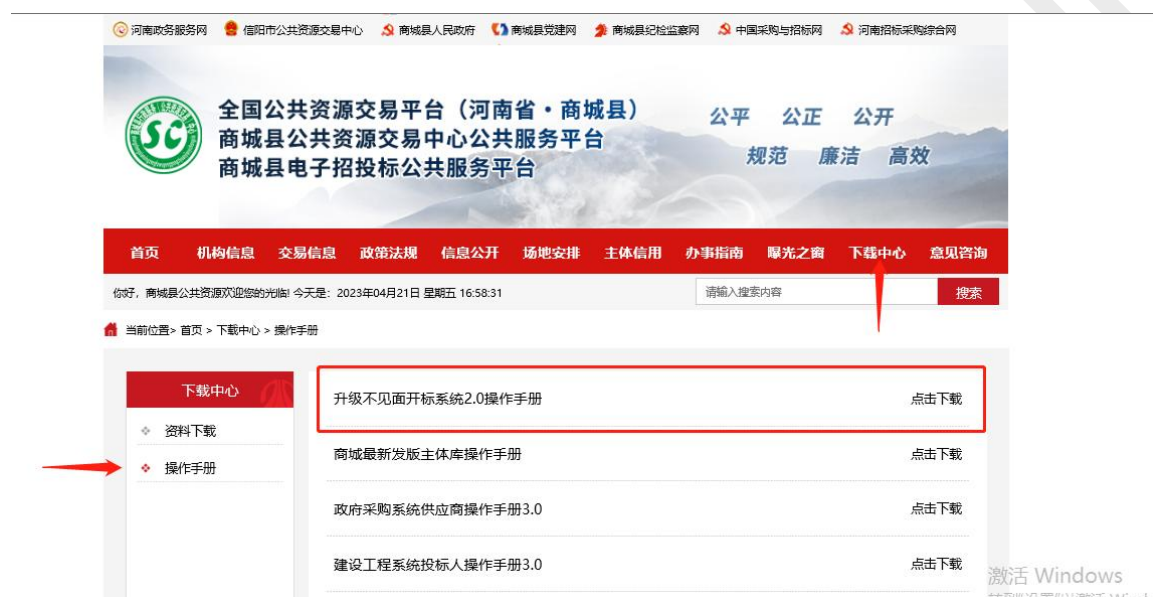 河南政务服务网 信阳市公共资源交易中心 商城县人民政府 商城县党建网 商城县纪检监察网 中国采购与招标网 河南招标采购综合网
全国公共资源交易平台（河南省·商城县）
商城县公共资源交易中心公共服务平台
商城县电子招投标公共服务平台
公平 公正 公开
规范 廉洁 高效
SC
首页 机构信息 交易信息 政策法规 信息公开 场地安排 主体信用 办事指南 曝光之窗 下载中心 意见咨询
你好，商城县公共资源欢迎您的光临! 今天是：2023年04月21日 星期五 16:58:31 请输入搜索内容 搜索
当前位置> 首页 > 下载中心 > 操作手册
下载中心
资料下载
操作手册
升级不见面开标系统2.0操作手册 点击下载
商城最新发版主体库操作手册 点击下载
政府采购系统供应商操作手册3.0 点击下载
建设工程系统投标人操作手册3.0 点击下载
激活 Windows